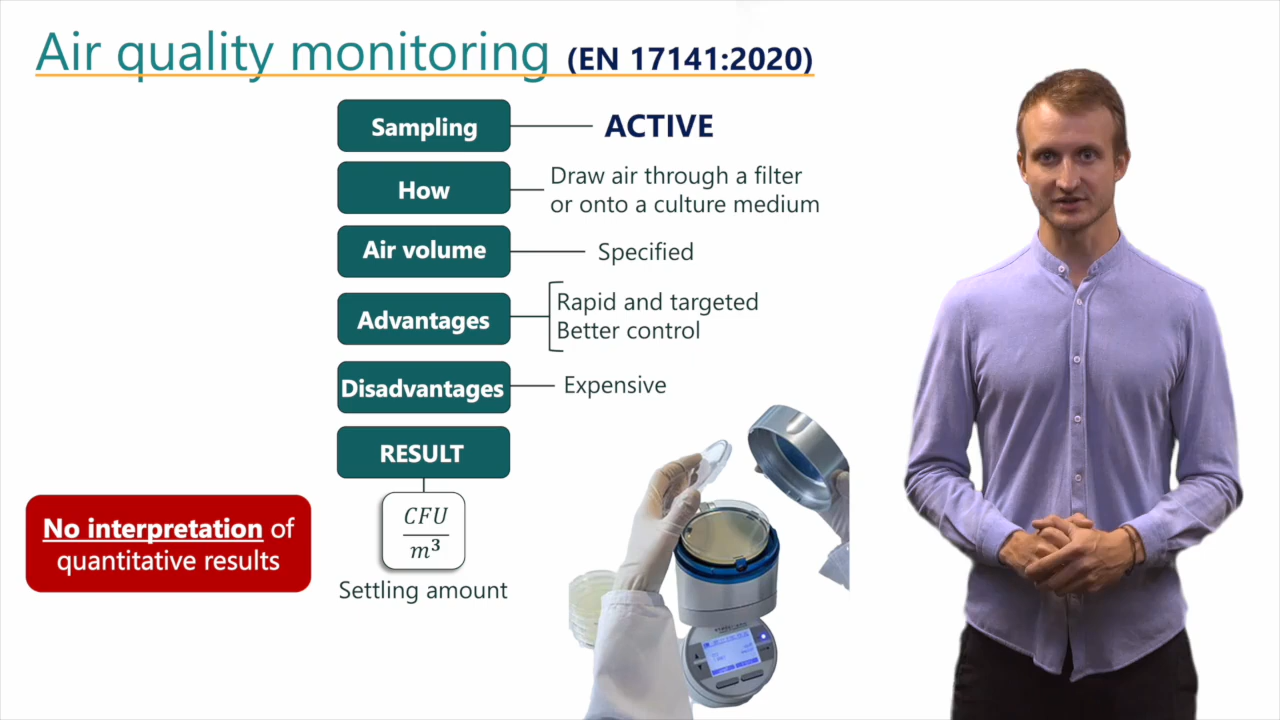 Air quality monitoring (EN 17141:2020)
Sampling
ACTIVE
How
Draw air through a filter
or onto a culture medium
Air volume
Specified
Advantages
Rapid and targeted
Better control
Disadvantages
Expensive
RESULT
CFU
m³
Settling amount
No interpretation of
quantitative results